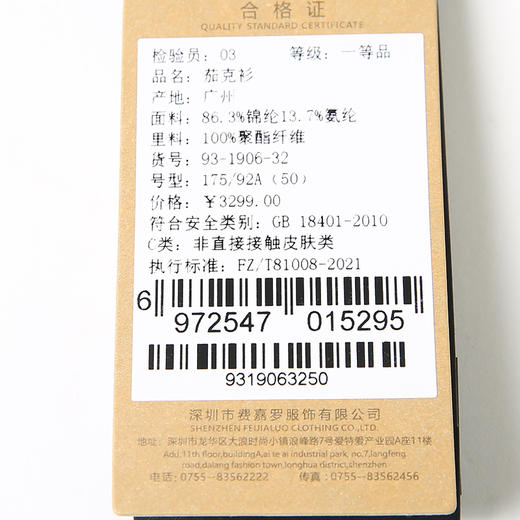 合格证
QUALITY STANDARD CERTIFICATE
检验员: 03 等级: 一等品
品名: 茄克衫
产地: 广州
面料: 86.3%锦纶13.7%氨纶
里料: 100%聚酯纤维
货号: 93-1906-32
号型: 175/92A (50)
价格: ¥3299.00
符合安全类别: GB 18401-2010
C类: 非直接接触皮肤类
执行标准: FZ/T81008-2021
6 972547 015295
9319063250
深圳市费嘉罗服饰有限公司
SHENZHEN FEIJIALUO CLOTHING CO.,LTD.
地址: 深圳市龙华区大浪时尚小镇浪峰路7号爱特爱产业园A座11楼
Add.11th floor,buildingA,ai te ai industrial park, no.7,langfeng
road,dalang fashion town,longhua district,shenzhen
电话: 0755-83562222 传真: 0755-83562456